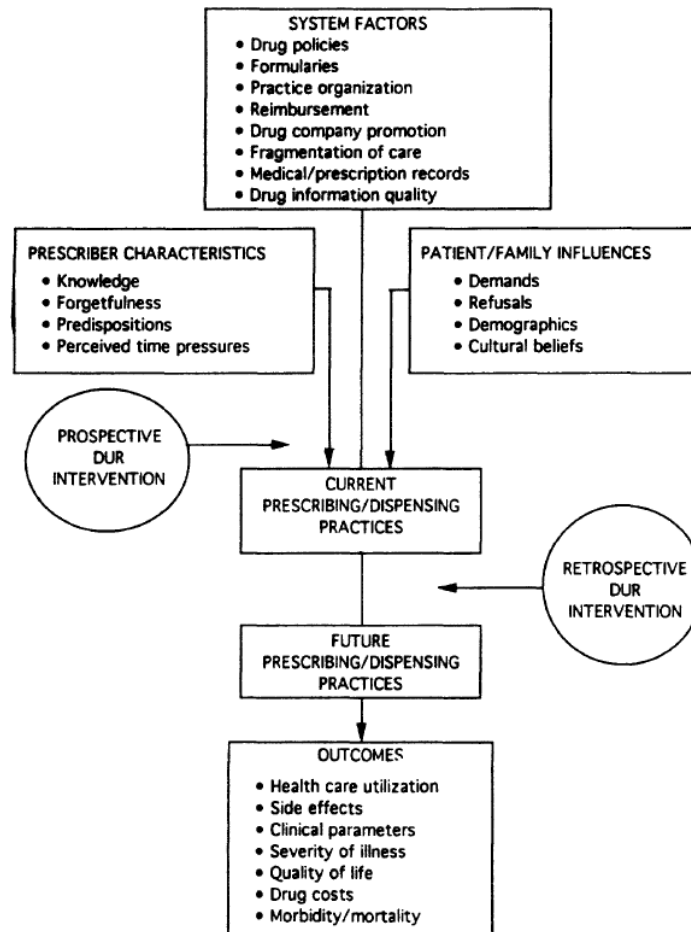 SYSTEM FACTORS
• Drug policies
• Formularies
• Practice organization
• Reimbursement
• Drug company promotion
• Fragmentation of care
• Medical/prescription records
• Drug information quality
PRESCRIBER CHARACTERISTICS
• Knowledge
• Forgetfulness
• Predispositions
• Perceived time pressures
PATIENT/FAMILY INFLUENCES
• Demands
• Refusals
• Demographics
• Cultural beliefs
PROSPECTIVE
DUR
INTERVENTION
CURRENT
PRESCRIBING/DISPENSING
PRACTICES
RETROSPECTIVE
DUR
INTERVENTION
FUTURE
PRESCRIBING/DISPENSING
PRACTICES
OUTCOMES
• Health care utilization
• Side effects
• Clinical parameters
• Severity of illness
• Quality of life
• Drug costs
• Morbidity/mortality